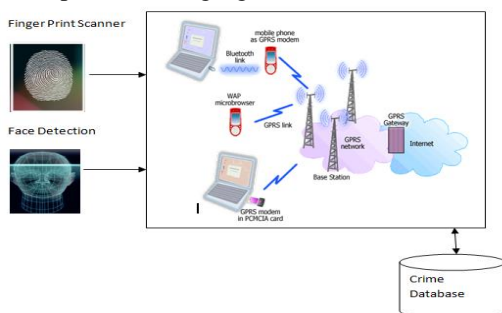 Finger Print Scanner
Face Detection
Bluetooth
link
mobile phone
as GPRS modem
WAP
microbrowser
GPRS link
GPRS
Gateway
GPRS
network
Internet
Base Station
GPRS modem
in PCMCIA card
Crime
Database